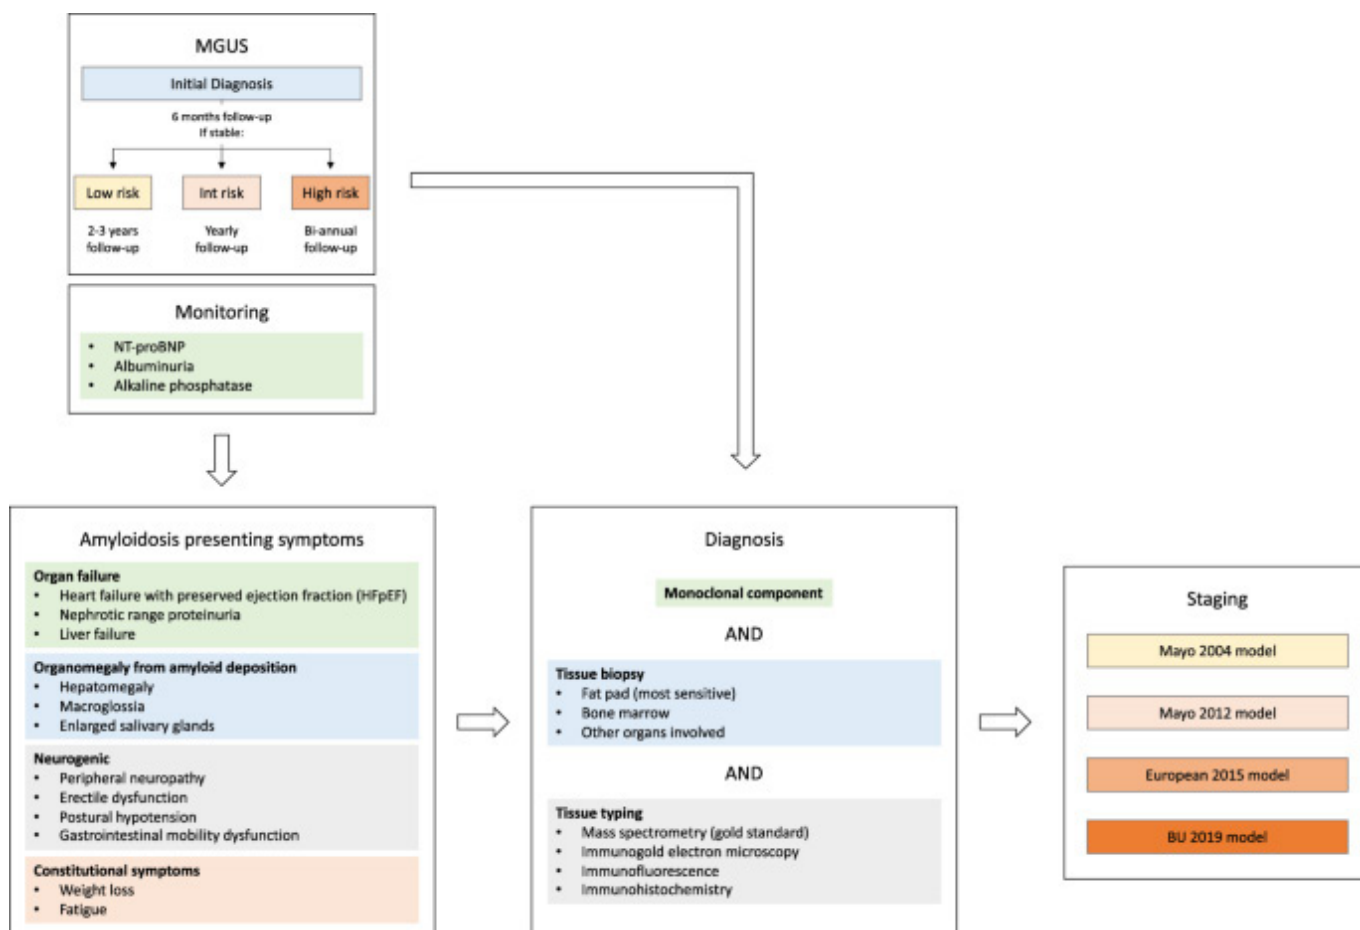 MGUS
Initial Diagnosis
6 months follow-up
If stable:
Low risk
Int risk
High risk
2-3 years
follow-up
Yearly
follow-up
Bi-annual
follow-up
Monitoring
• NT-proBNP
• Albuminuria
• Alkaline phosphatase
Amyloidosis presenting symptoms
Organ failure
• Heart failure with preserved ejection fraction (HFpEF)
• Nephrotic range proteinuria
• Liver failure
Organomegaly from amyloid deposition
• Hepatomegaly
• Macroglossia
• Enlarged salivary glands
Neurogenic
• Peripheral neuropathy
• Erectile dysfunction
• Postural hypotension
• Gastrointestinal mobility dysfunction
Constitutional symptoms
• Weight loss
• Fatigue
Diagnosis
Monoclonal component
AND
Tissue biopsy
• Fat pad (most sensitive)
• Bone marrow
• Other organs involved
AND
Tissue typing
• Mass spectrometry (gold standard)
• Immunogold electron microscopy
• Immunofluorescence
• Immunohistochemistry
Staging
Mayo 2004 model
Mayo 2012 model
European 2015 model
BU 2019 model